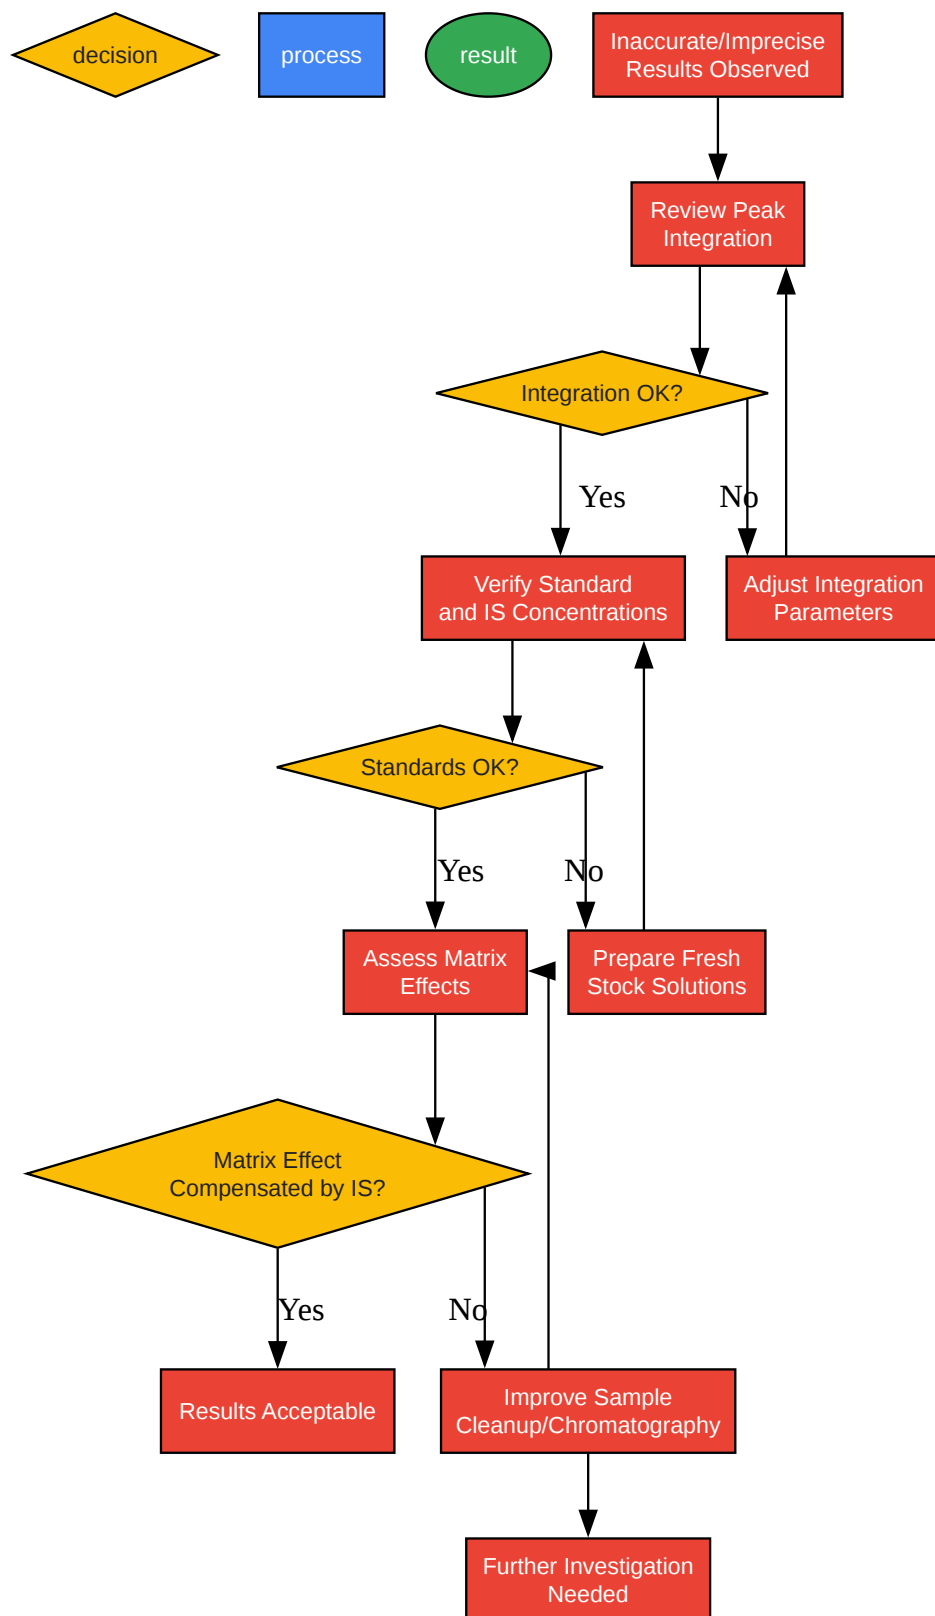 decision
process
result
Inaccurate/Imprecise
Results Observed
Review Peak
Integration
Integration OK?
Yes
No
Verify Standard
and IS Concentrations
Adjust Integration
Parameters
Standards OK?
Yes
No
Assess Matrix
Effects
Prepare Fresh
Stock Solutions
Matrix Effect
Compensated by IS?
Yes
No
Results Acceptable
Improve Sample
Cleanup/Chromatography
Further Investigation
Needed